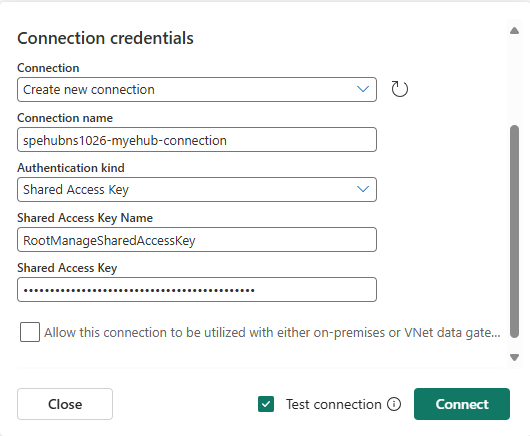 Connection credentials
Connection
Create new connection
Connection name
spehubns1026-myehub-connection
Authentication kind
Shared Access Key
Shared Access Key Name
RootManageSharedAccessKey
Shared Access Key
••••••••••••••••••••••••••••••••••••••••••••
Allow this connection to be utilized with either on-premises or VNet data gate...
Close
Test connection
Connect